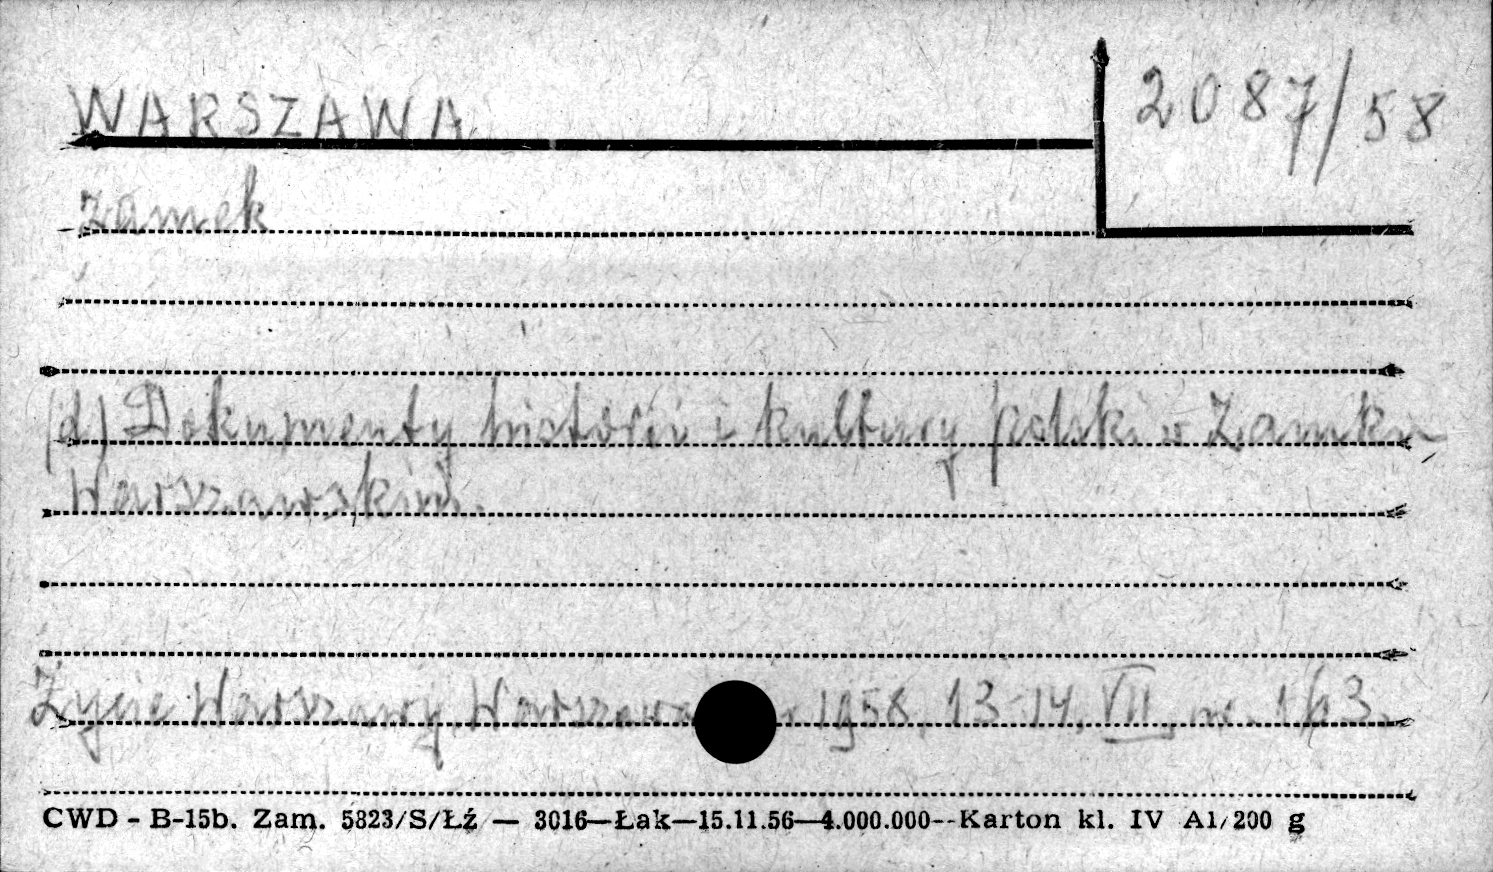 WARSZAWA
2087/58
Zamek
(d) Dokumenty historii i kultury polski w Zamku
Warszawskim.
Życie Warszawy, Warszawa 1958, 13-14, VII, nr. 163.
CWD - B-15b. Zam. 5823/S/Łź — 3016—Łak—15.11.56—4.000.000--Karton kl. IV A1/200 g